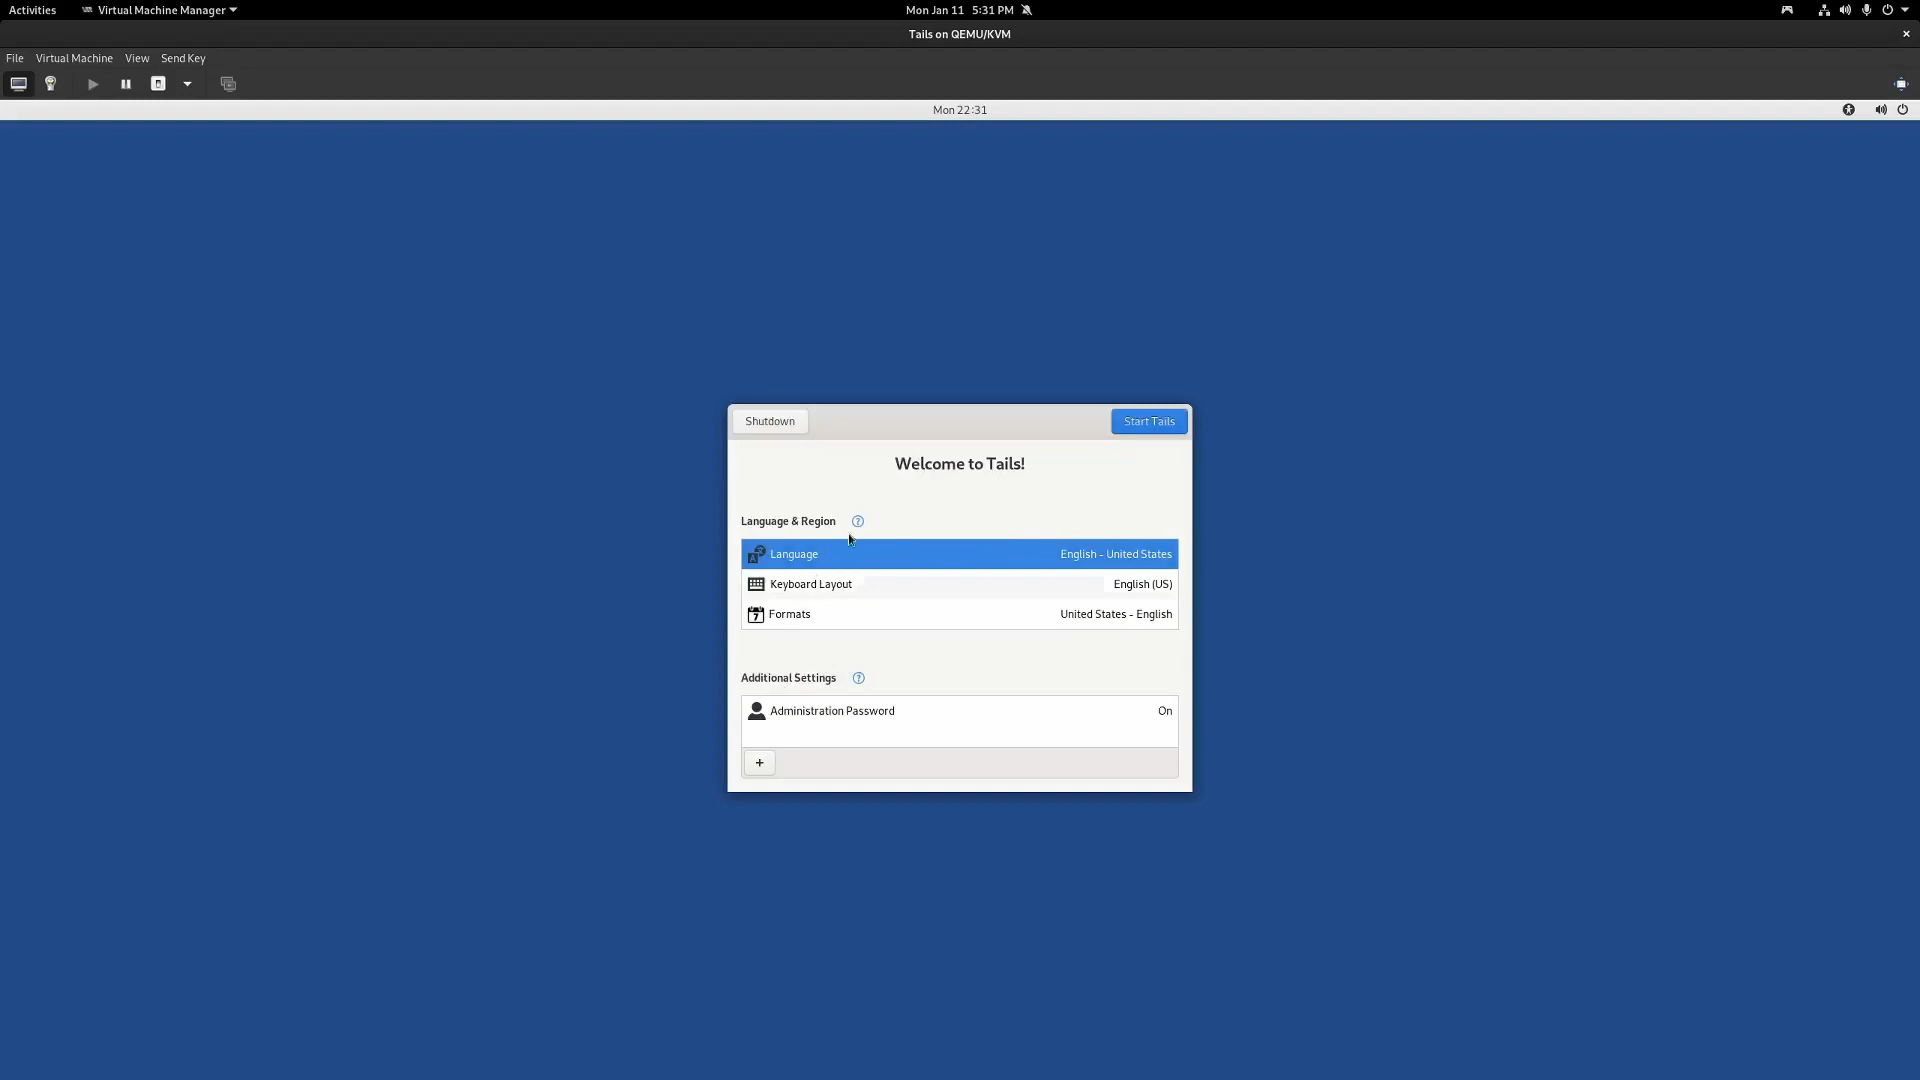 Activities Virtual Machine Manager Mon Jan 11 5:31 PM
Tails on QEMU/KVM
File Virtual Machine View Send Key
Mon 22:31
Shutdown Start Tails
Welcome to Tails!
Language & Region ?
Language English - United States
Keyboard Layout English (US)
7 Formats United States - English
Additional Settings ?
Administration Password On
+